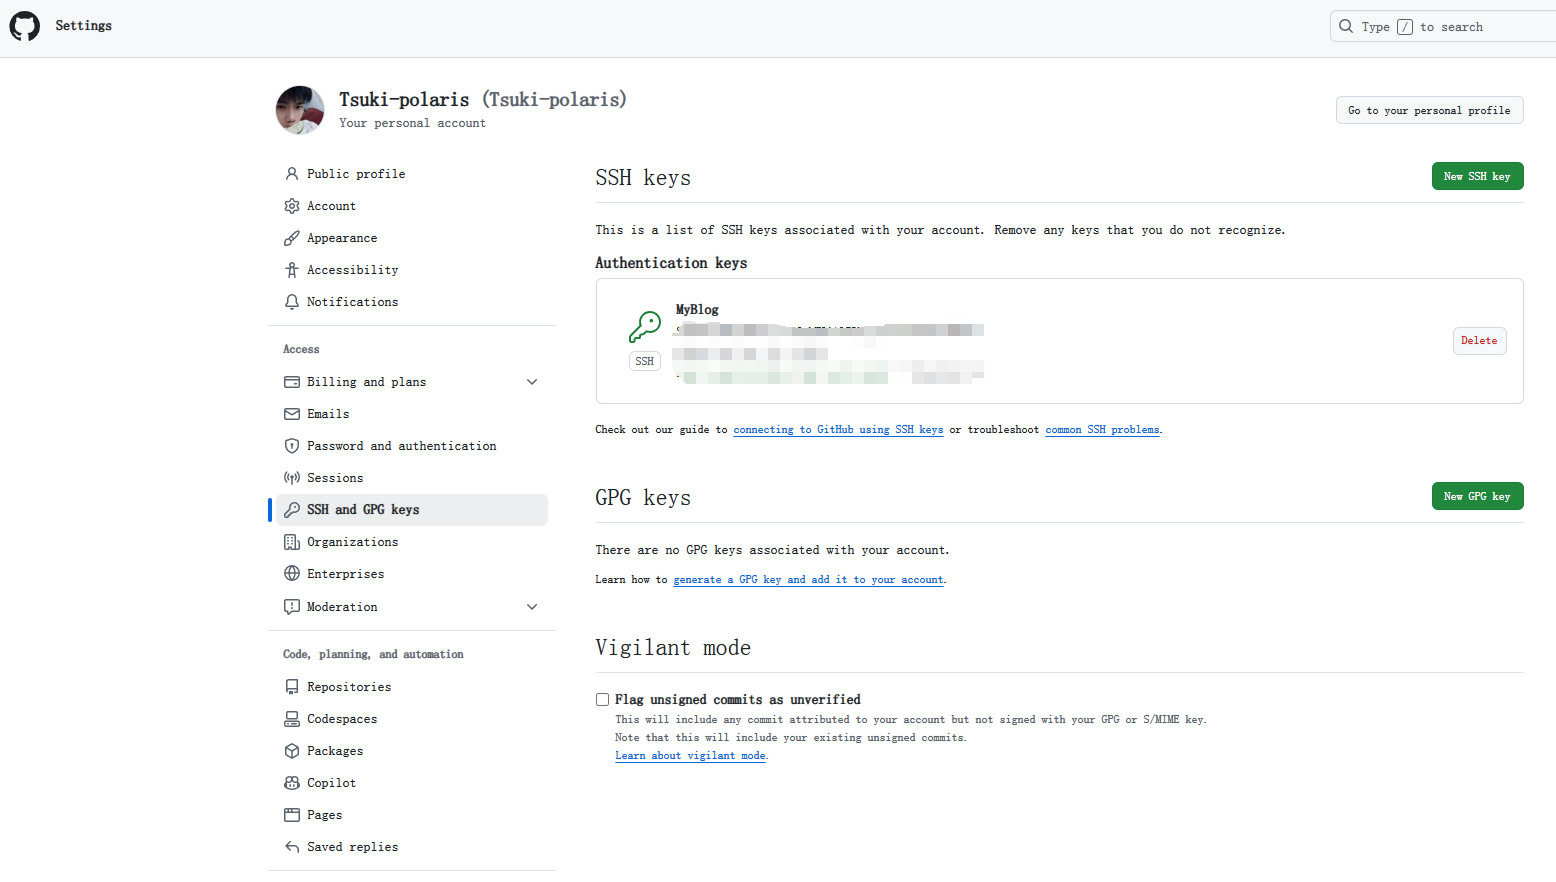 Settings
Type / to search
Tsuki-polaris (Tsuki-polaris)
Your personal account
Go to your personal profile
Public profile
Account
Appearance
Accessibility
Notifications
Access
Billing and plans
Emails
Password and authentication
Sessions
SSH and GPG keys
Organizations
Enterprises
Moderation
Code, planning, and automation
Repositories
Codespaces
Packages
Copilot
Pages
Saved replies
SSH keys
New SSH key
This is a list of SSH keys associated with your account. Remove any keys that you do not recognize.
Authentication keys
MyBlog
SSH
Delete
Check out our guide to connecting to GitHub using SSH keys or troubleshoot common SSH problems.
GPG keys
New GPG key
There are no GPG keys associated with your account.
Learn how to generate a GPG key and add it to your account.
Vigilant mode
Flag unsigned commits as unverified
This will include any commit attributed to your account but not signed with your GPG or S/MIME key.
Note that this will include your existing unsigned commits.
Learn about vigilant mode.